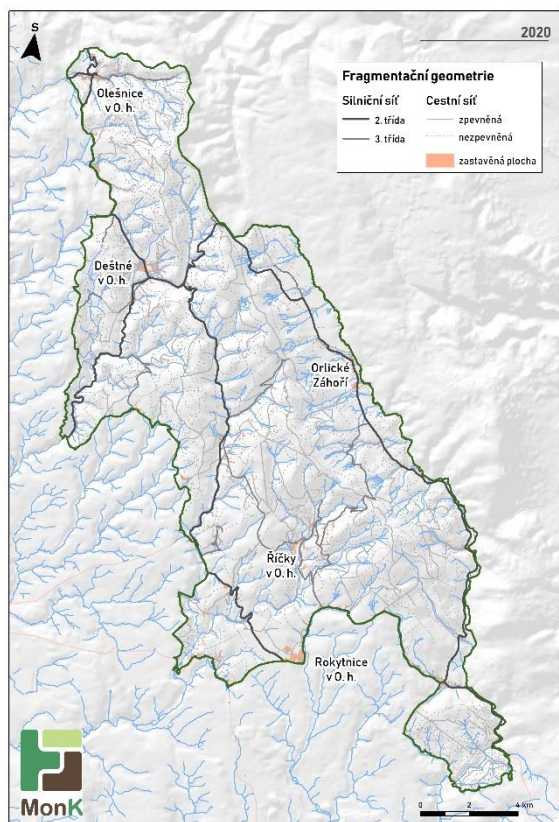 S
2020
Fragmentační geometrie
Silniční síť
2. třída
3. třída
Cestní síť
zpevněná
nezpevněná
zastavěná plocha
Olešnice
v O. h.
Deštné
v O. h.
Orlické
Záhoří
Říčky
v O. h.
Rokytnice
v O. h.
MonK
0 2 4 km